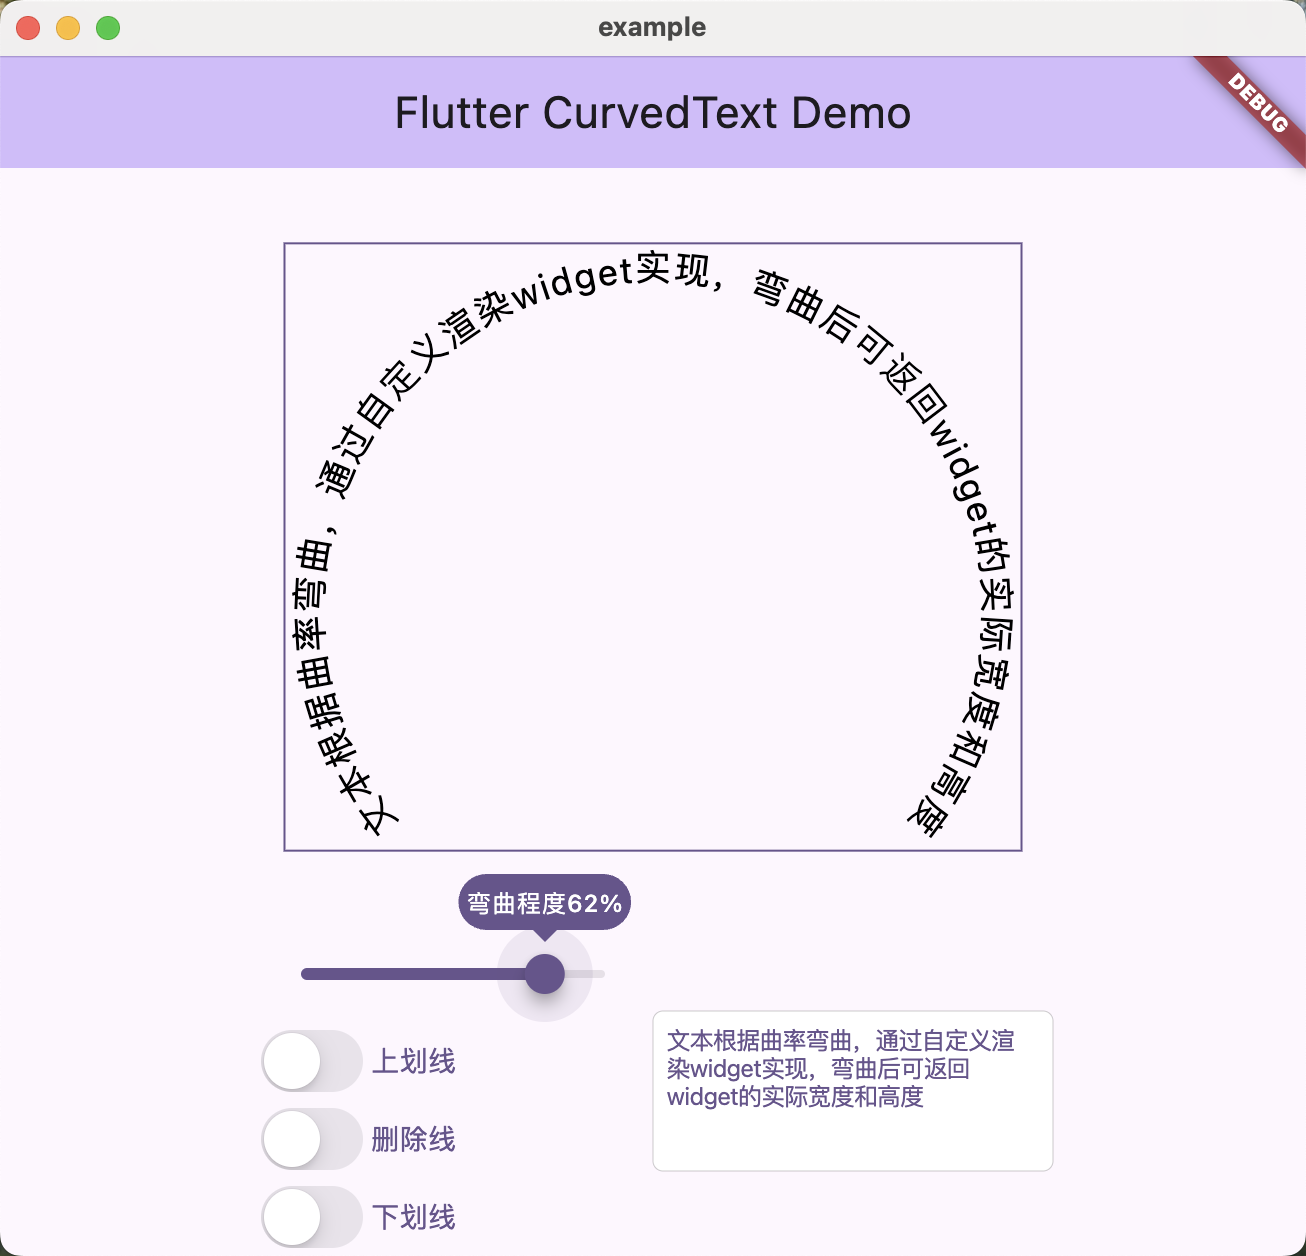 example
Flutter CurvedText Demo
DEBUG
文本根据曲率弯曲，通过自定义渲染widget实现，弯曲后可返回widget的实际宽度和高度
弯曲程度62%
上划线
删除线
下划线
文本根据曲率弯曲，通过自定义渲
染widget实现，弯曲后可返回
widget的实际宽度和高度